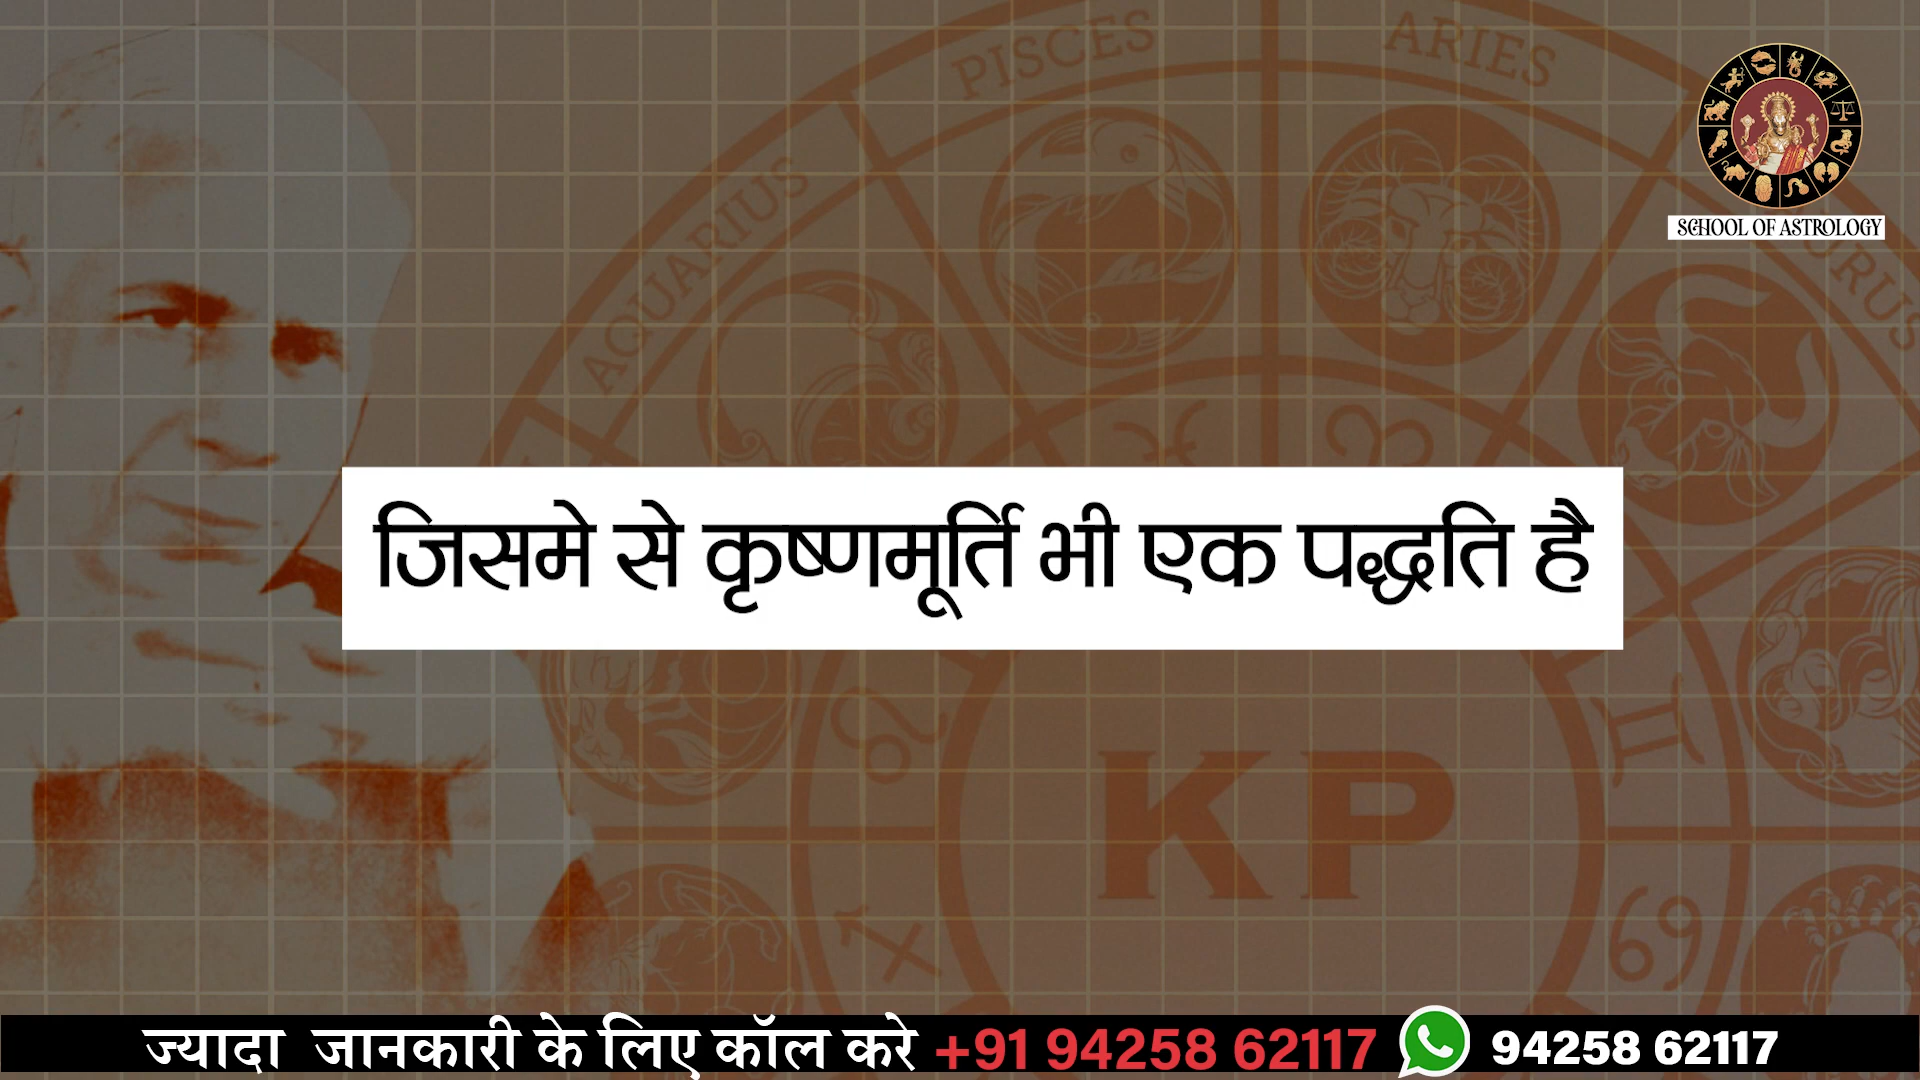 PISCES
ARIES
AQUARIUS
SCHOOL OF ASTROLOGY
URUS
जिसमे से कृष्णमूर्ति भी एक पद्धति है
KP
ज्यादा जानकारी के लिए कॉल करे +91 94258 62117 94258 62117